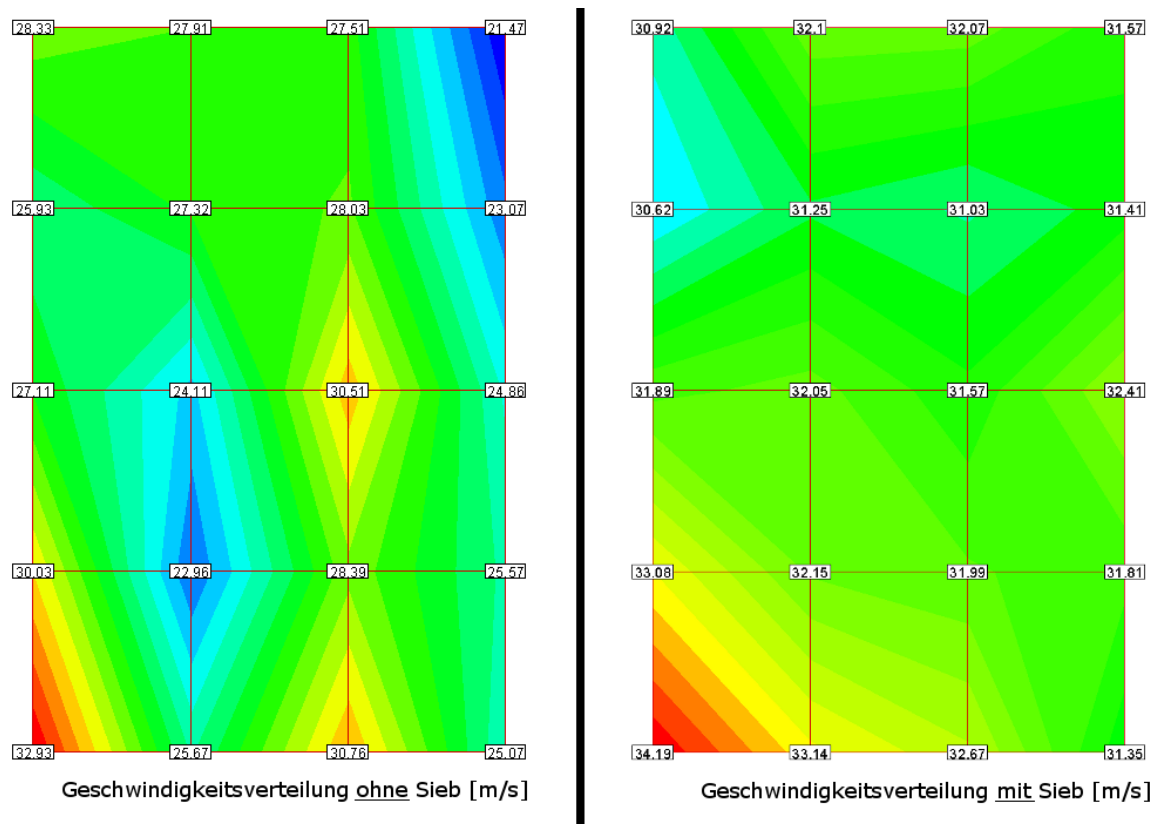 28.33 27.91 27.51 21.47
25.93 27.32 28.03 23.07
27.11 24.11 30.51 24.86
30.03 22.96 28.39 25.57
32.93 25.67 30.76 25.07
Geschwindigkeitsverteilung ohne Sieb [m/s]
30.92 32.1 32.07 31.57
30.62 31.25 31.03 31.41
31.89 32.05 31.57 32.41
33.08 32.15 31.99 31.81
34.19 33.14 32.67 31.35
Geschwindigkeitsverteilung mit Sieb [m/s]